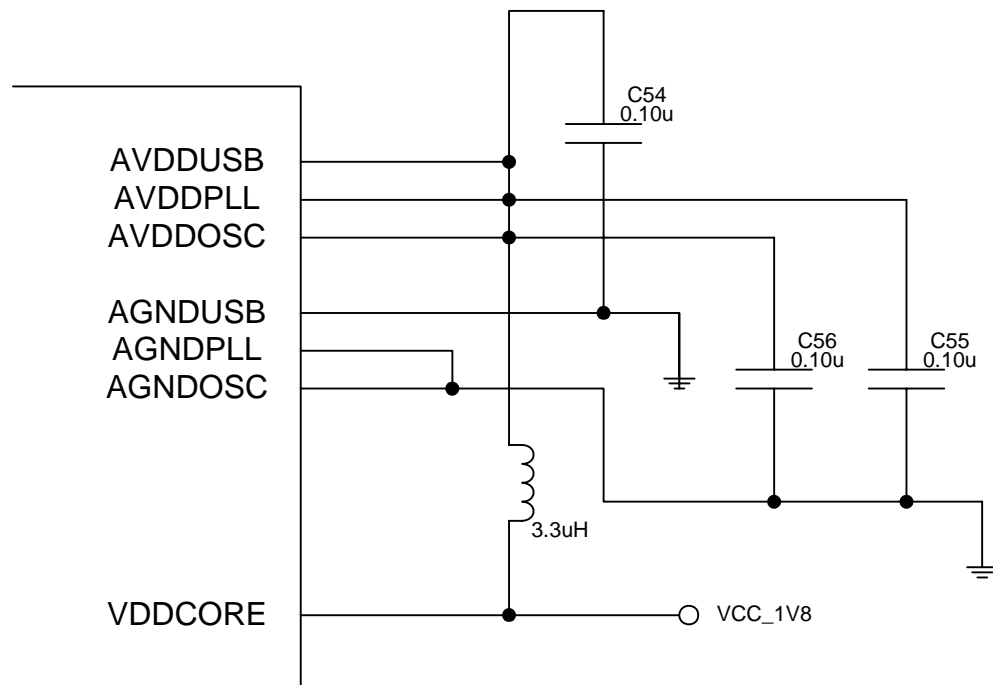 C54
0.10u
AVDDUSB
AVDDPLL
AVDDOSC
AGNDUSB
AGNDPLL
AGNDOSC
C56
0.10u
C55
0.10u
3.3uH
VDDCORE
VCC_1V8